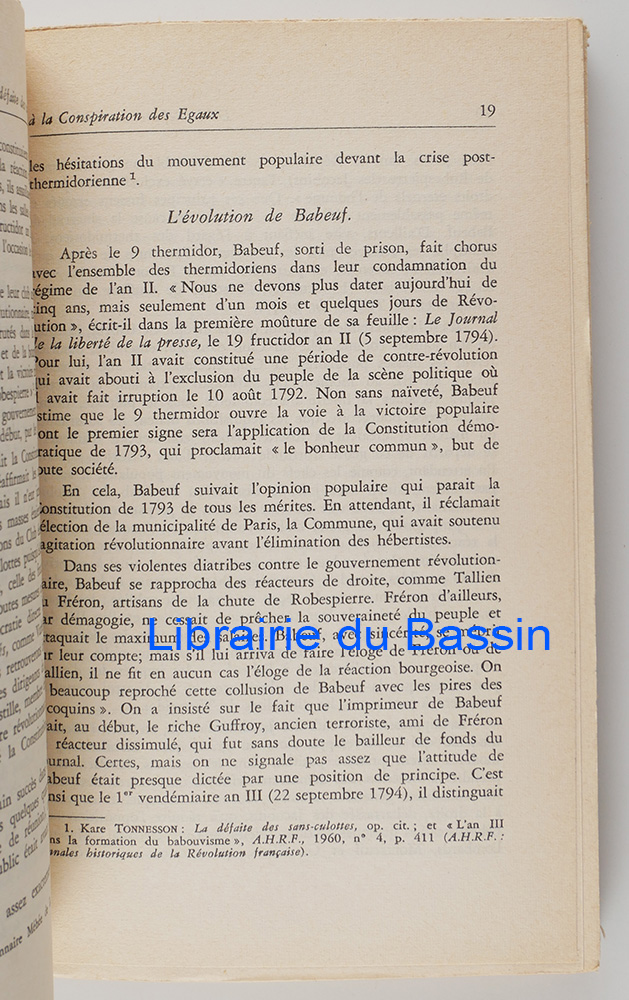 à la Conspiration des Egaux 19
les hésitations du mouvement populaire devant la crise post-
thermidorienne 1.
L'évolution de Babeuf.
Après le 9 thermidor, Babeuf, sorti de prison, fait chorus
avec l'ensemble des thermidoriens dans leur condamnation du
régime de l'an II. « Nous ne devons plus dater aujourd'hui de
cinq ans, mais seulement d'un mois et quelques jours de Révo-
lution », écrit-il dans la première moûture de sa feuille : Le Journal
de la liberté de la presse, le 19 fructidor an II (5 septembre 1794).
Pour lui, l'an II avait constitué une période de contre-révolution
qui avait abouti à l'exclusion du peuple de la scène politique où
il avait fait irruption le 10 août 1792. Non sans naïveté, Babeuf
estime que le 9 thermidor ouvre la voie à la victoire populaire
dont le premier signe sera l'application de la Constitution démo-
cratique de 1793, qui proclamait « le bonheur commun », but de
toute société.
En cela, Babeuf suivait l'opinion populaire qui parait la
Constitution de 1793 de tous les mérites. En attendant, il réclamait
l'élection de la municipalité de Paris, la Commune, qui avait soutenu
l'agitation révolutionnaire avant l'élimination des hébertistes.
Dans ses violentes diatribes contre le gouvernement révolution-
naire, Babeuf se rapprocha des réacteurs de droite, comme Tallien
ou Fréron, artisans de la chute de Robespierre. Fréron d'ailleurs,
par démagogie, ne cessait de prêcher la souveraineté du peuple et
attaquait le maximum des salaires. Babeuf, avec sincérité, se
sur leur compte; mais s'il lui arriva de faire l'éloge de Fréron ou de
Tallien, il ne fit en aucun cas l'éloge de la réaction bourgeoise. On
a beaucoup reproché cette collusion de Babeuf avec les pires des
« coquins ». On a insisté sur le fait que l'imprimeur de Babeuf
était, au début, le riche Guffroy, ancien terroriste, ami de Fréron
réacteur dissimulé, qui fut sans doute le bailleur de fonds du
journal. Certes, mais on ne signale pas assez que l'attitude de
Babeuf était presque dictée par une position de principe. C'est
ainsi que le 1er vendémiaire an III (22 septembre 1794), il distinguait
1. Kare TONNESSON : La défaite des sans-culottes, op. cit. ; et « L'an III
dans la formation du babouvisme », A.H.R.F., 1960, n° 4, p. 411 (A.H.R.F. :
Annales historiques de la Révolution française).
Librairie du Bassin